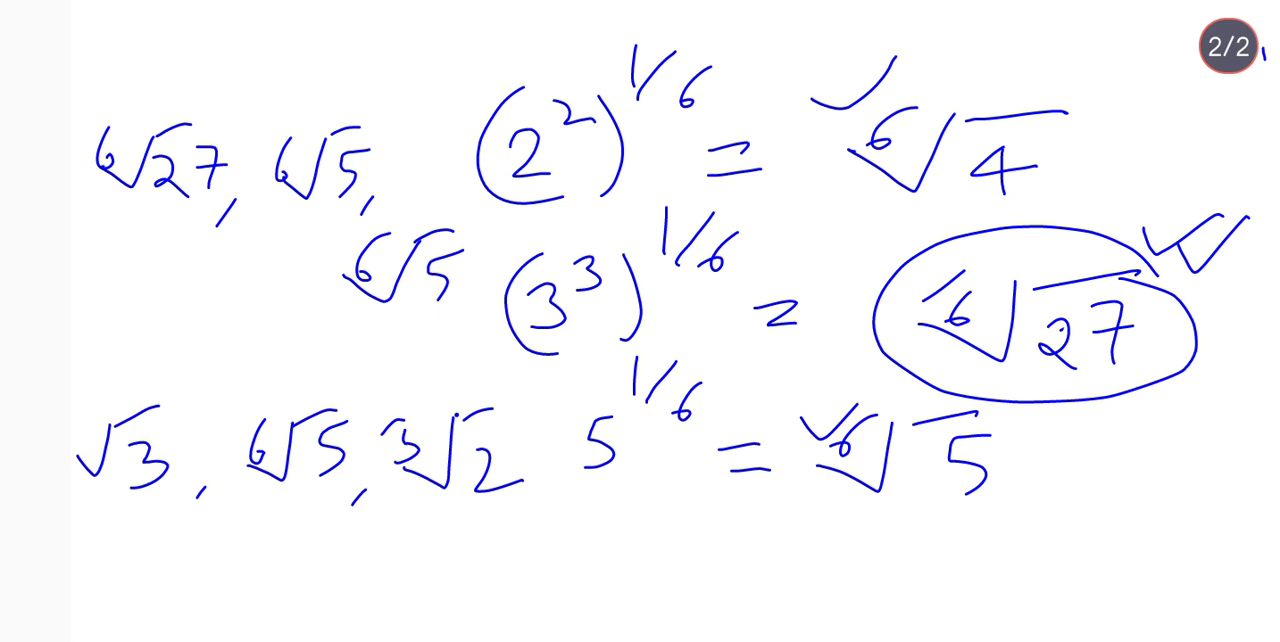 2/2
⁶√27, ⁶√5, (2²)^1/6 = ⁶√4
⁶√5 (3³)^1/6 = ⁶√27
√3, ⁶√5, ³√2 5^1/6 = ⁶√5